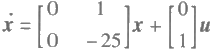 ẋ = [0 1; 0 -25] x + [0; 1] u